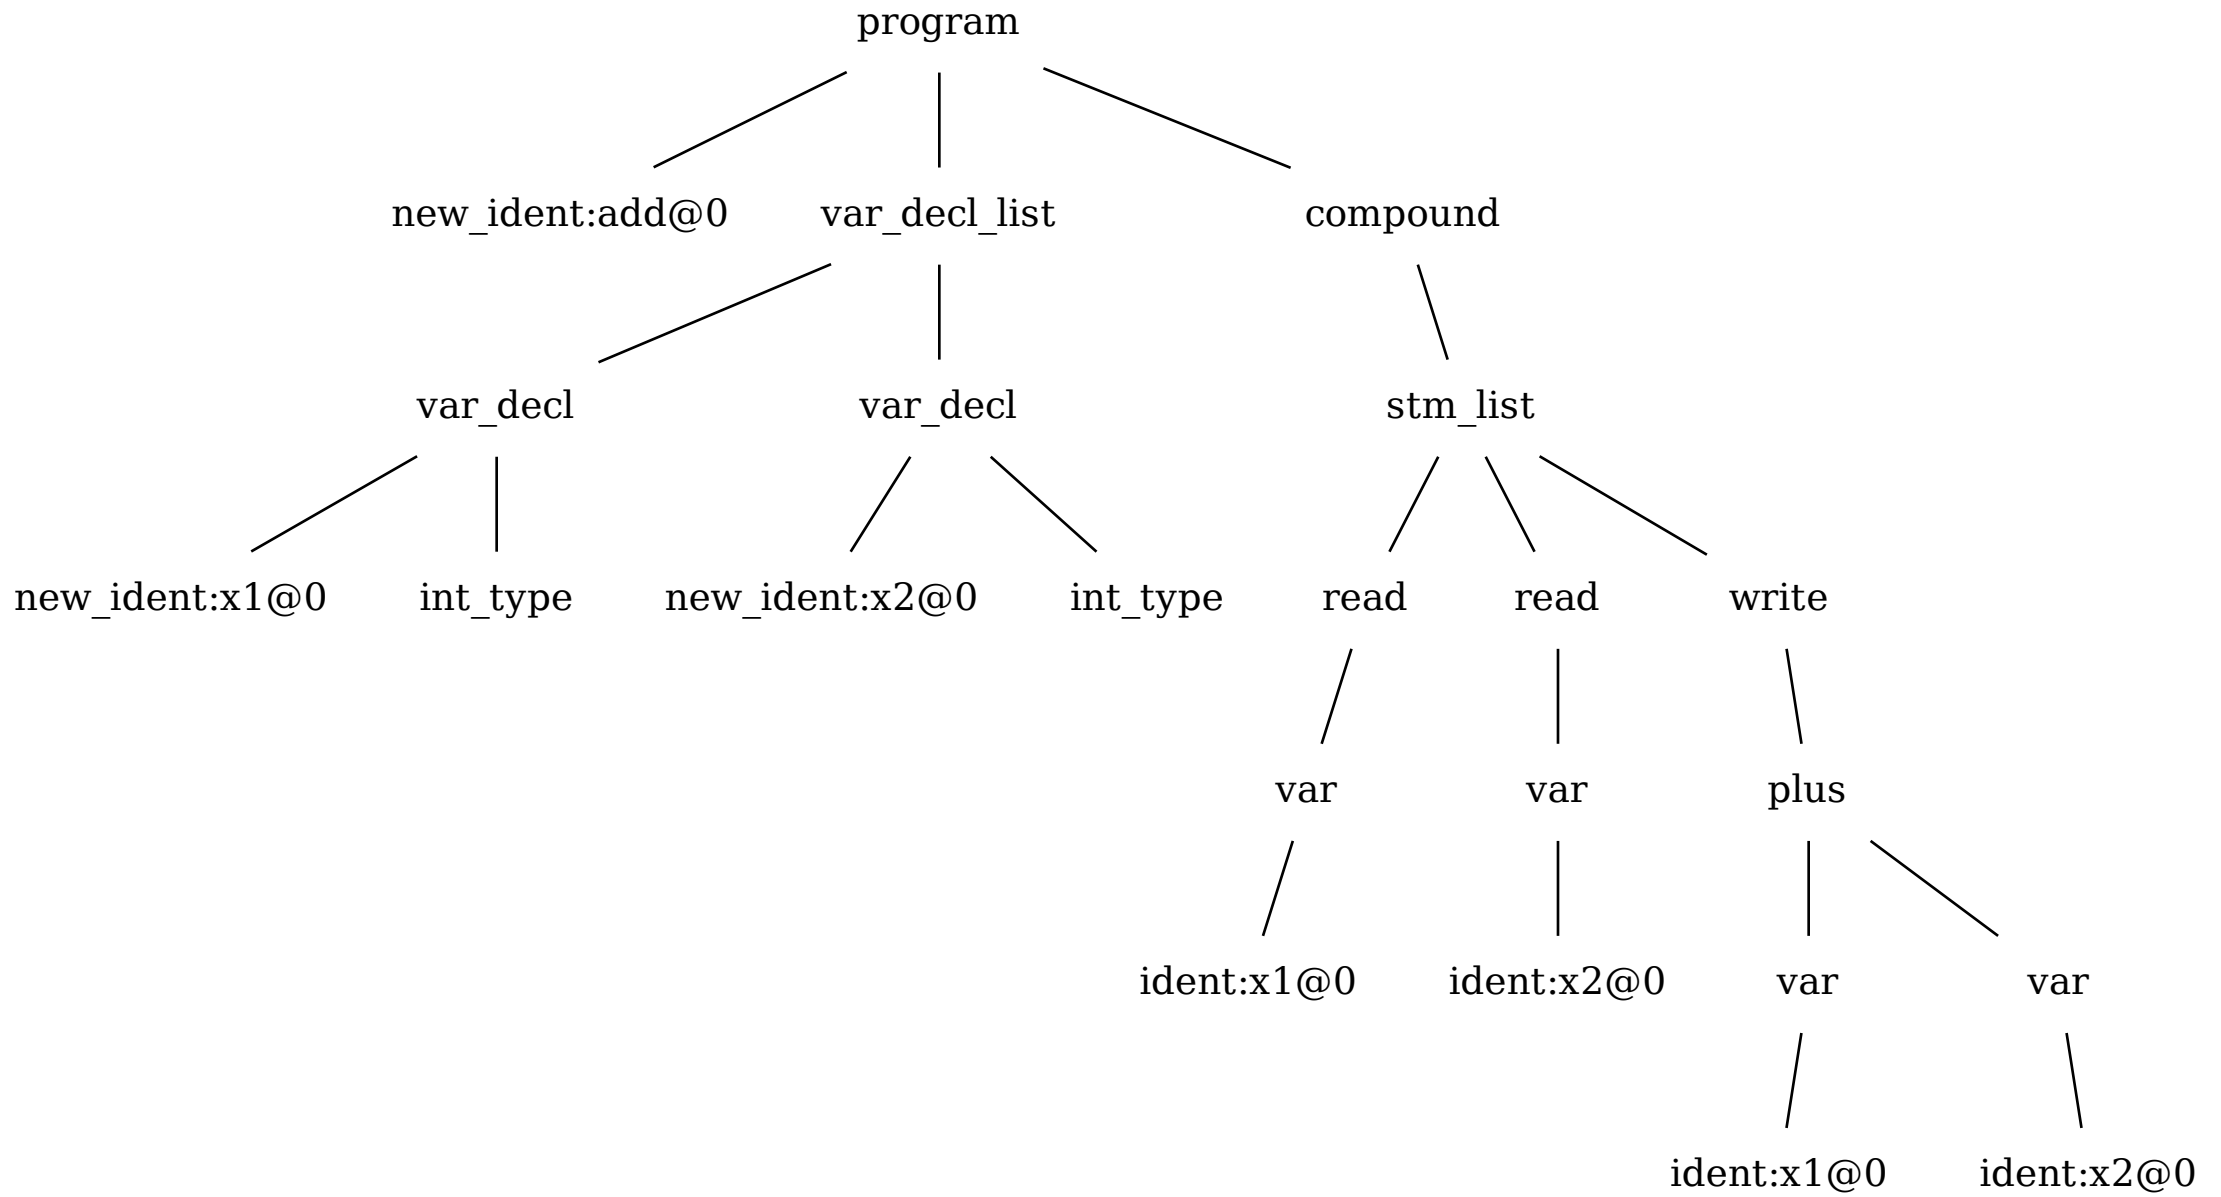 program
new_ident:add@0 var_decl_list compound
var_decl var_decl stm_list
new_ident:x1@0 int_type new_ident:x2@0 int_type read read write
var var plus
ident:x1@0 ident:x2@0 var var
ident:x1@0 ident:x2@0